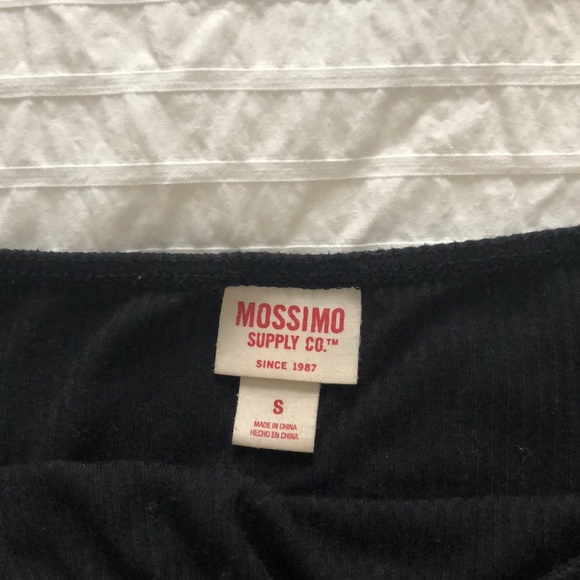 MOSSIMO
SUPPLY CO.™
SINCE 1987
S
MADE IN CHINA
HECHO EN CHINA